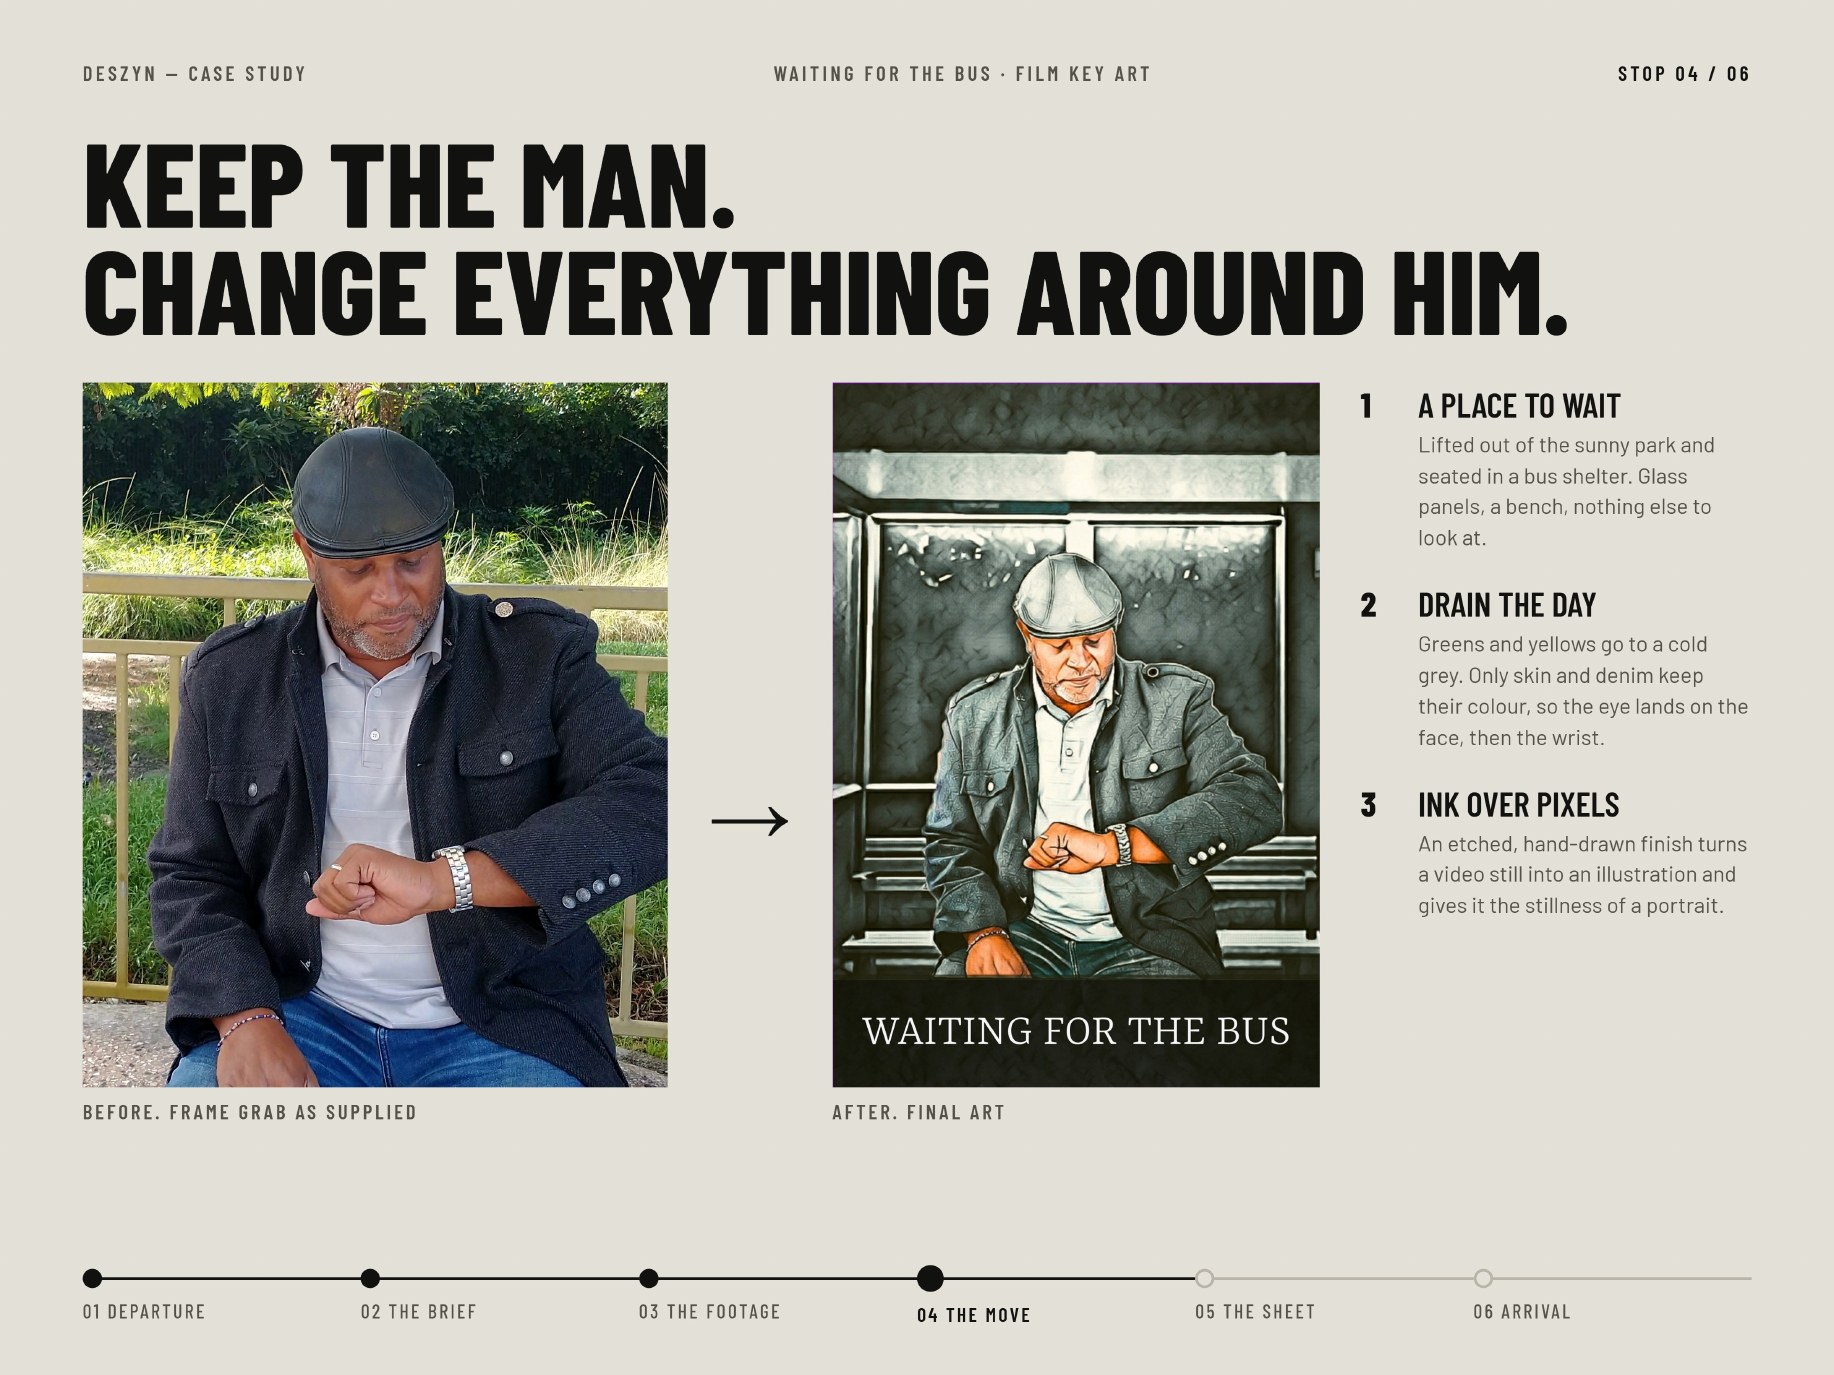 DESZYN — CASE STUDY
WAITING FOR THE BUS · FILM KEY ART
STOP 04 / 06
KEEP THE MAN.
CHANGE EVERYTHING AROUND HIM.
WAITING FOR THE BUS
BEFORE. FRAME GRAB AS SUPPLIED
AFTER. FINAL ART
1 A PLACE TO WAIT
Lifted out of the sunny park and
seated in a bus shelter. Glass
panels, a bench, nothing else to
look at.
2 DRAIN THE DAY
Greens and yellows go to a cold
grey. Only skin and denim keep
their colour, so the eye lands on the
face, then the wrist.
3 INK OVER PIXELS
An etched, hand-drawn finish turns
a video still into an illustration and
gives it the stillness of a portrait.
01 DEPARTURE
02 THE BRIEF
03 THE FOOTAGE
04 THE MOVE
05 THE SHEET
06 ARRIVAL